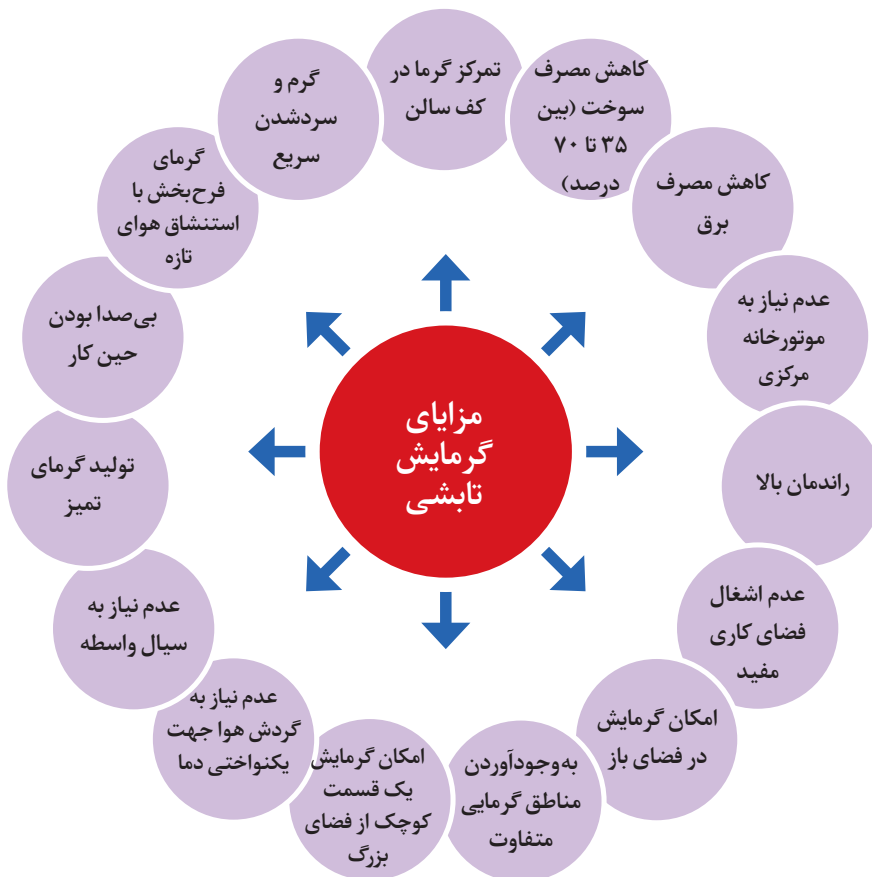 مزایای
گرمایش
تابشی
تمرکز گرما در
کف سالن
کاهش مصرف
سوخت (بین
۳۵ تا ۷۰
درصد)
کاهش مصرف
برق
عدم نیاز به
موتورخانه
مرکزی
راندمان بالا
عدم اشغال
فضای کاری
مفید
امکان گرمایش
در فضای باز
به‌وجودآوردن
مناطق گرمایی
متفاوت
امکان گرمایش
یک قسمت
کوچک از فضای
بزرگ
عدم نیاز به
گردش هوا جهت
یکنواختی دما
عدم نیاز به
سیال واسطه
تولید گرمای
تمیز
بی‌صدا بودن
حین کار
گرمای
فرح‌بخش با
استنشاق هوای
تازه
گرم و
سردشدن
سریع